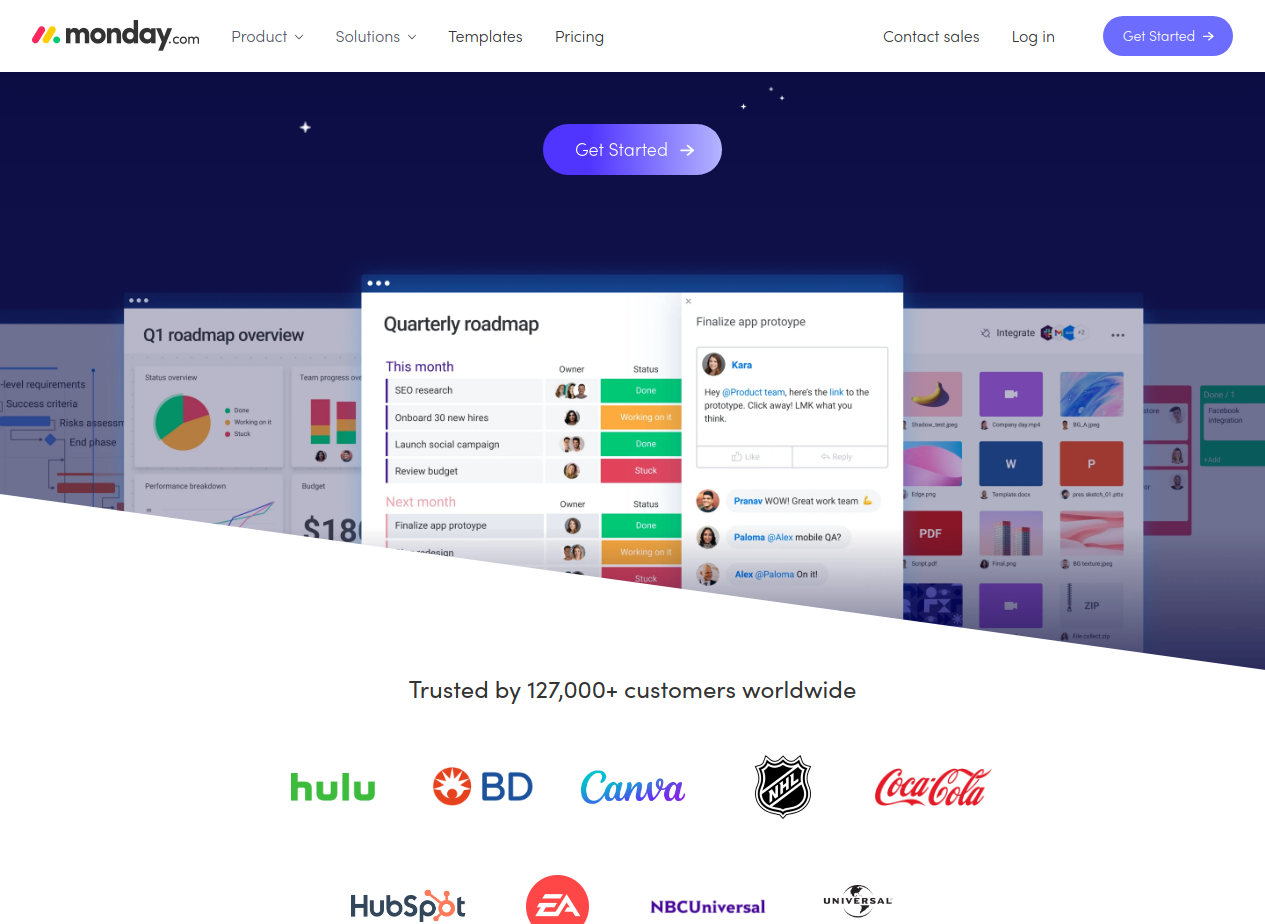 monday.com
Product
Solutions
Templates
Pricing
Contact sales
Log in
Get Started →
Get Started →
-level requirements
Success criteria
Risks assessm
End phase
Q1 roadmap overview
Status overview
Done
Working on it
Stuck
Team progress ove
Performance breakdown
Budget
$180
Quarterly roadmap
This month
Owner
Status
SEO research
Done
Onboard 30 new hires
Working on it
Launch social campaign
Done
Review budget
Stuck
Next month
Owner
Status
Finalize app protoype
Done
redesign
Working on it
Stuck
Finalize app protoype
Kara
Hey @Product team, here's the link to the
prototype. Click away! LMK what you
think.
Like
Reply
Pranav WOW! Great work team 💪
Paloma @Alex mobile QA?
Alex @Paloma On it!
Integrate
+2
Shadow_test.jpeg
Company day.mp4
BG_A.jpeg
W
P
Edge.png
Template.docx
pres sketch_01.pttx
PDF
Script.pdf
Final.png
BG texture.jpeg
ZIP
File collect.zip
Done / 1
Facebook
integration
+Add
Trusted by 127,000+ customers worldwide
hulu
BD
Canva
NHL
Coca-Cola
HubSpot
EA
NBCUniversal
UNIVERSAL